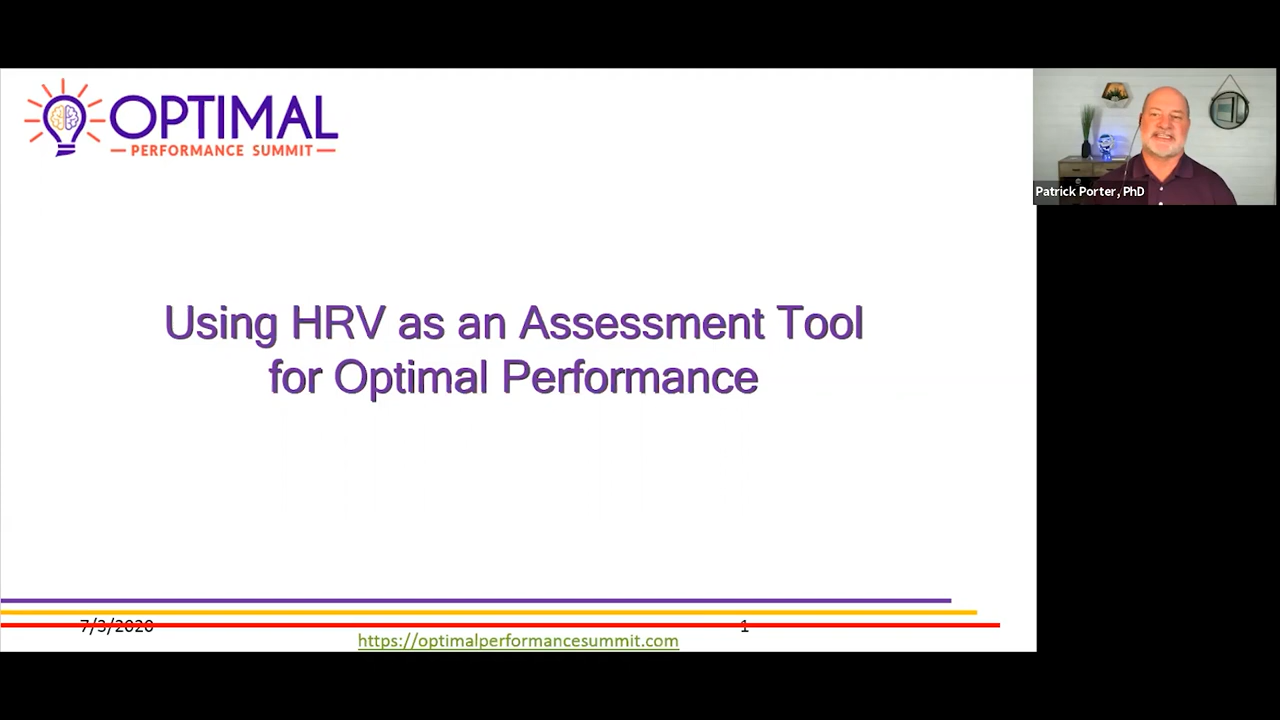 OPTIMAL
PERFORMANCE SUMMIT
Patrick Porter, PhD
Using HRV as an Assessment Tool
for Optimal Performance
7/3/2020
1
https://optimalperformancesummit.com